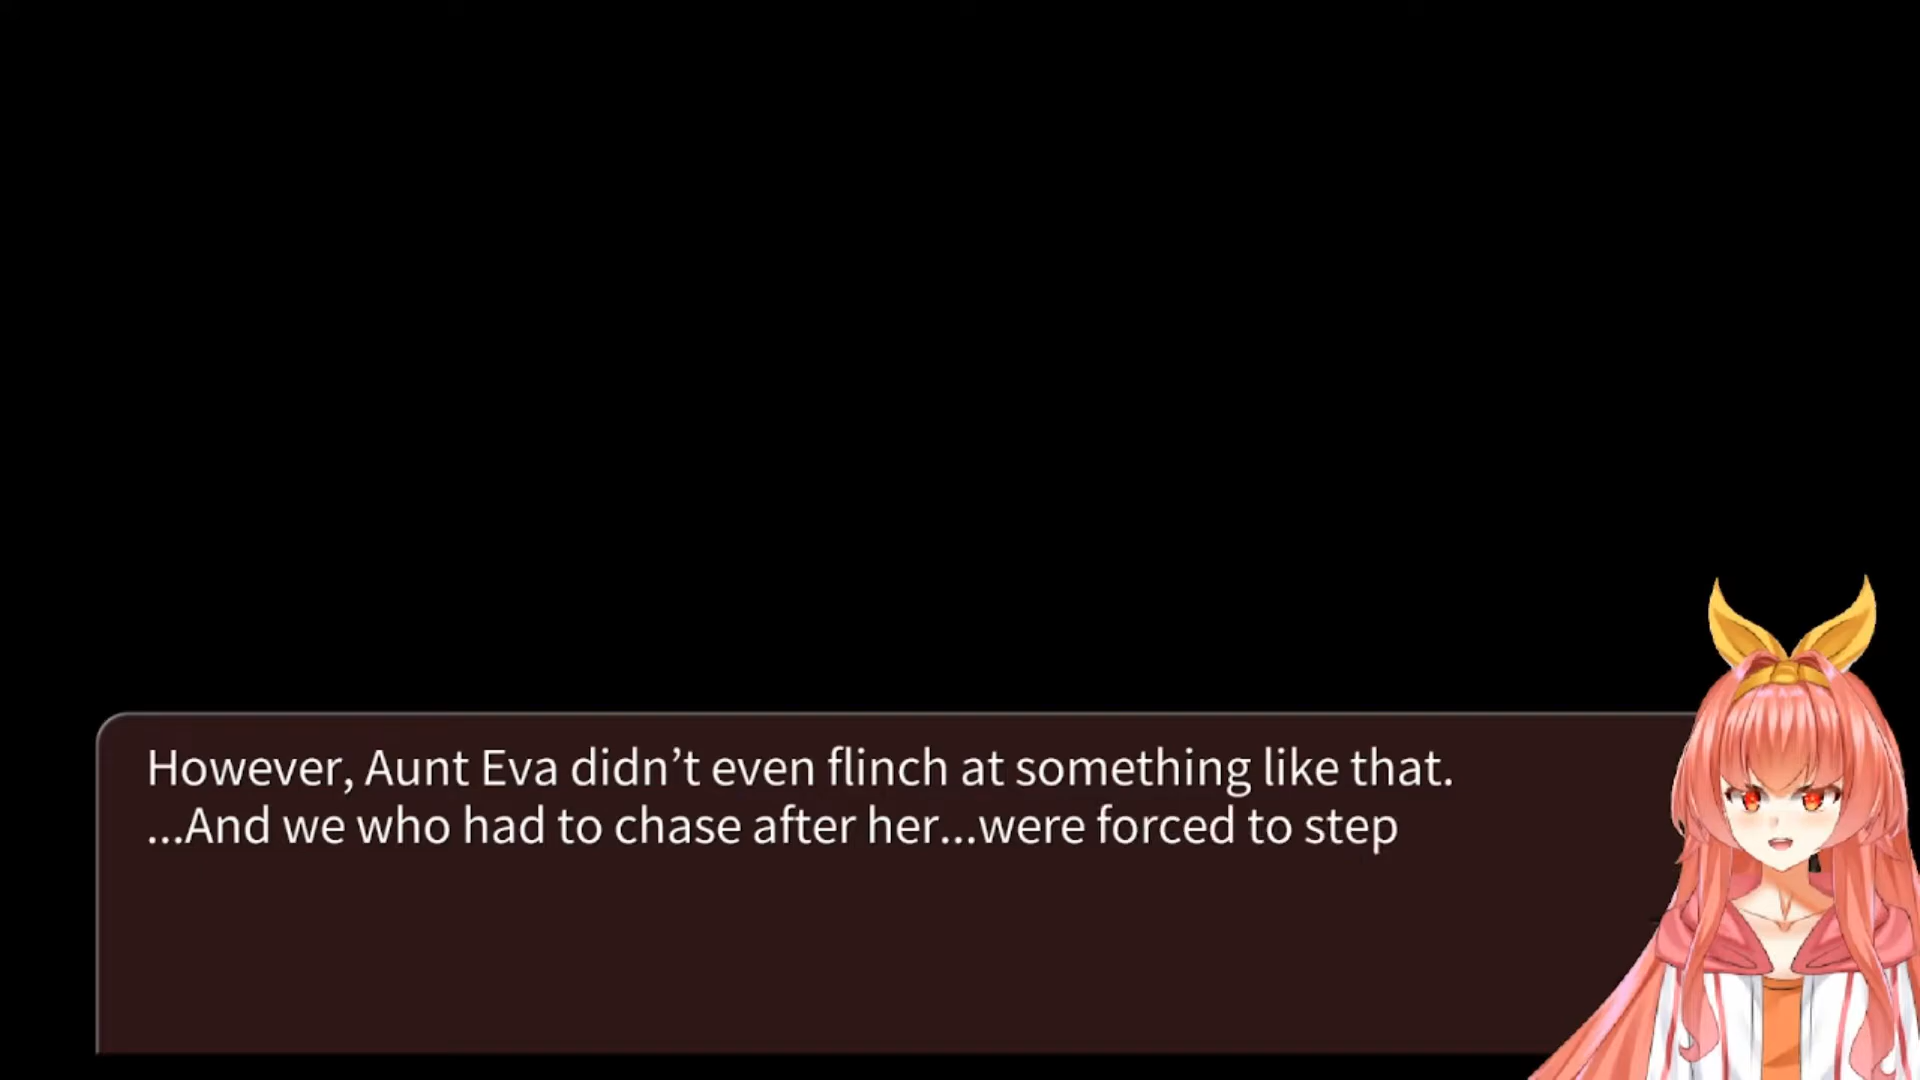 However, Aunt Eva didn’t even flinch at something like that.
...And we who had to chase after her...were forced to step